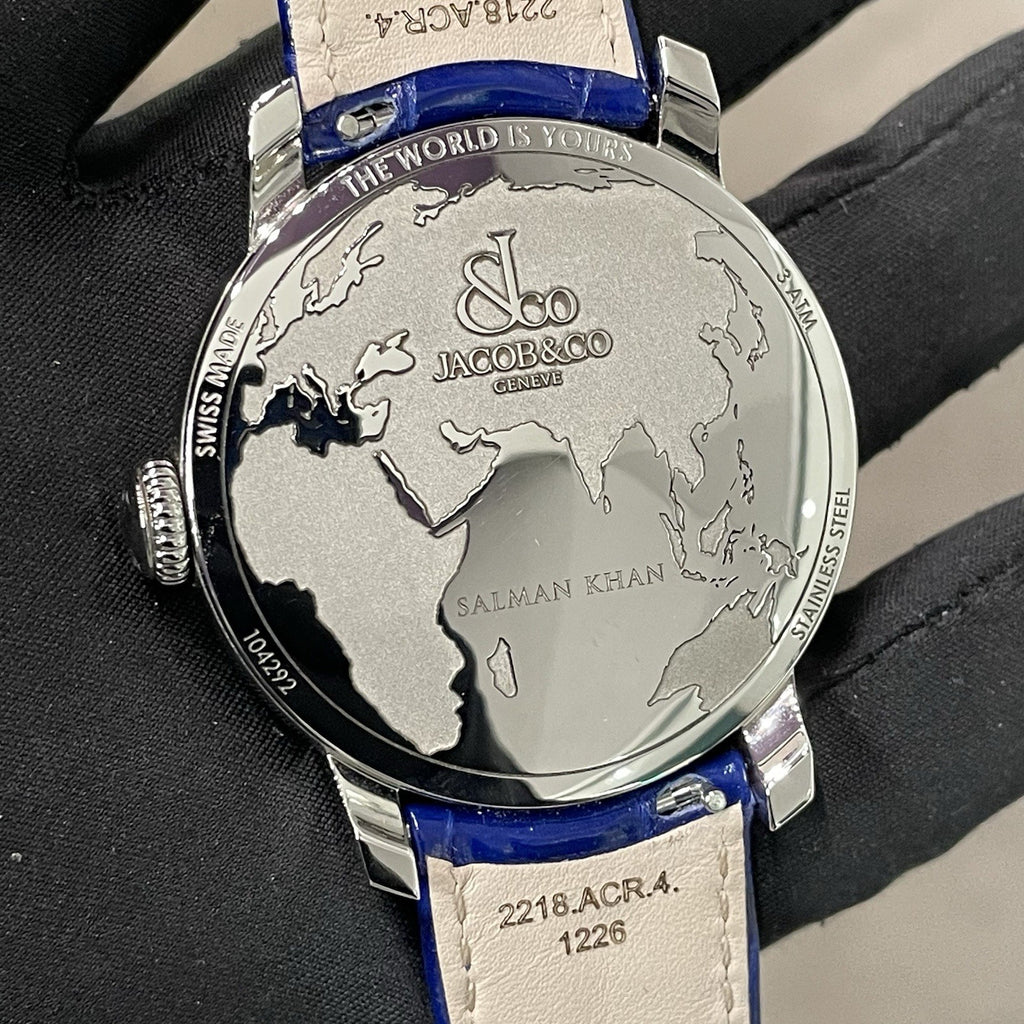 2218.ACR.4.
THE WORLD IS YOURS
&Co
JACOB&CO
GENEVE
3 ATM
SWISS MADE
SALMAN KHAN
STAINLESS STEEL
104292
2218.ACR.4.
1226